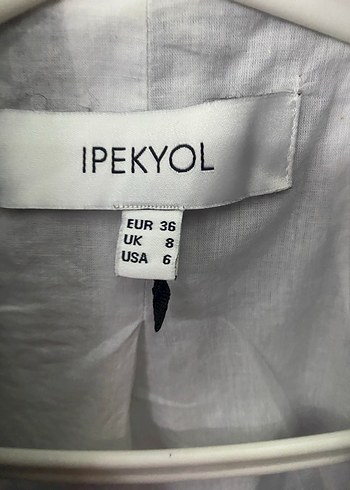 IPEKYOL
EUR 36
UK 8
USA 6